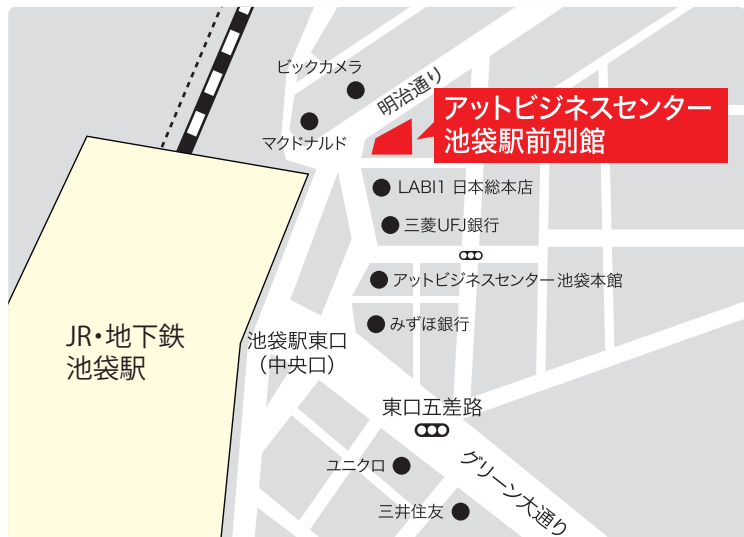 ビックカメラ
明治通り
アットビジネスセンター
池袋駅前別館
マクドナルド
LABI1 日本総本店
三菱UFJ銀行
アットビジネスセンター 池袋本館
みずほ銀行
JR・地下鉄
池袋駅
池袋駅東口
（中央口）
東口五差路
ユニクロ
グリーン大通り
三井住友